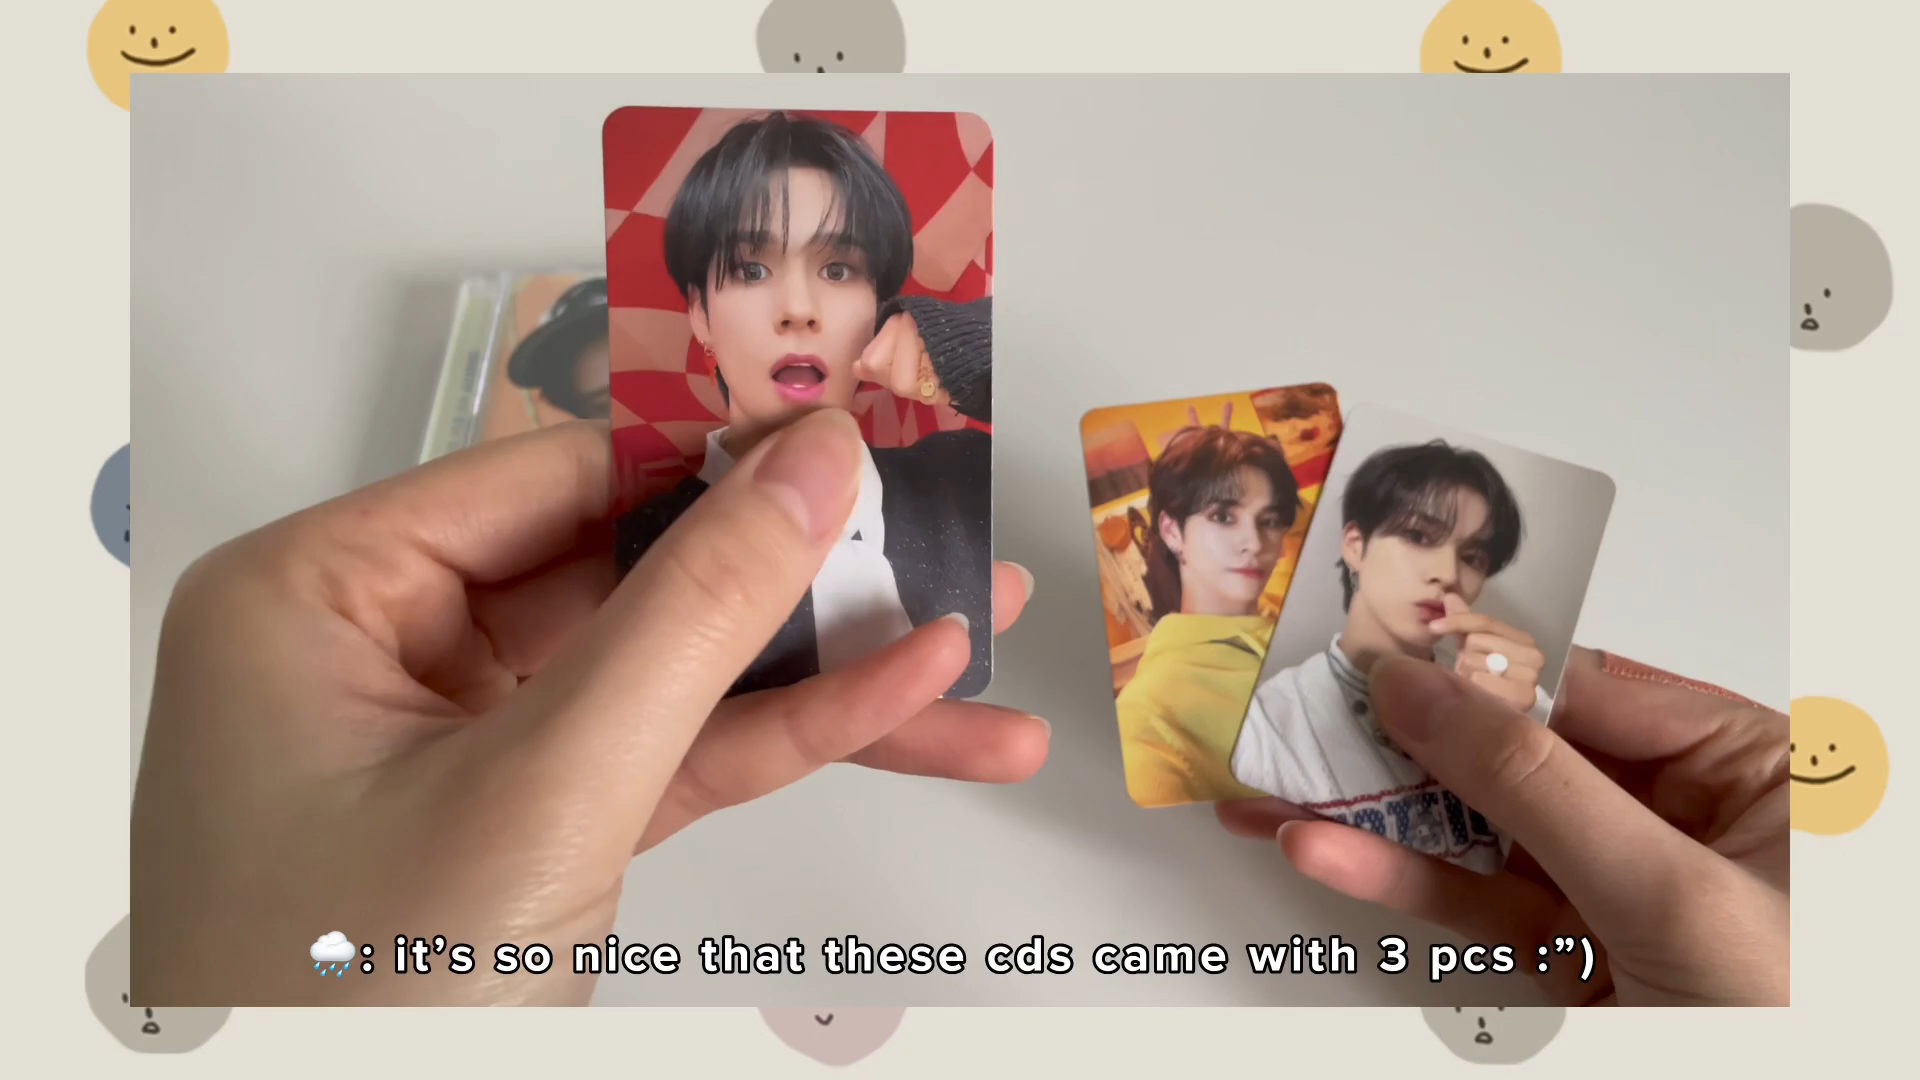 🌧️: it’s so nice that these cds came with 3 pcs :”)